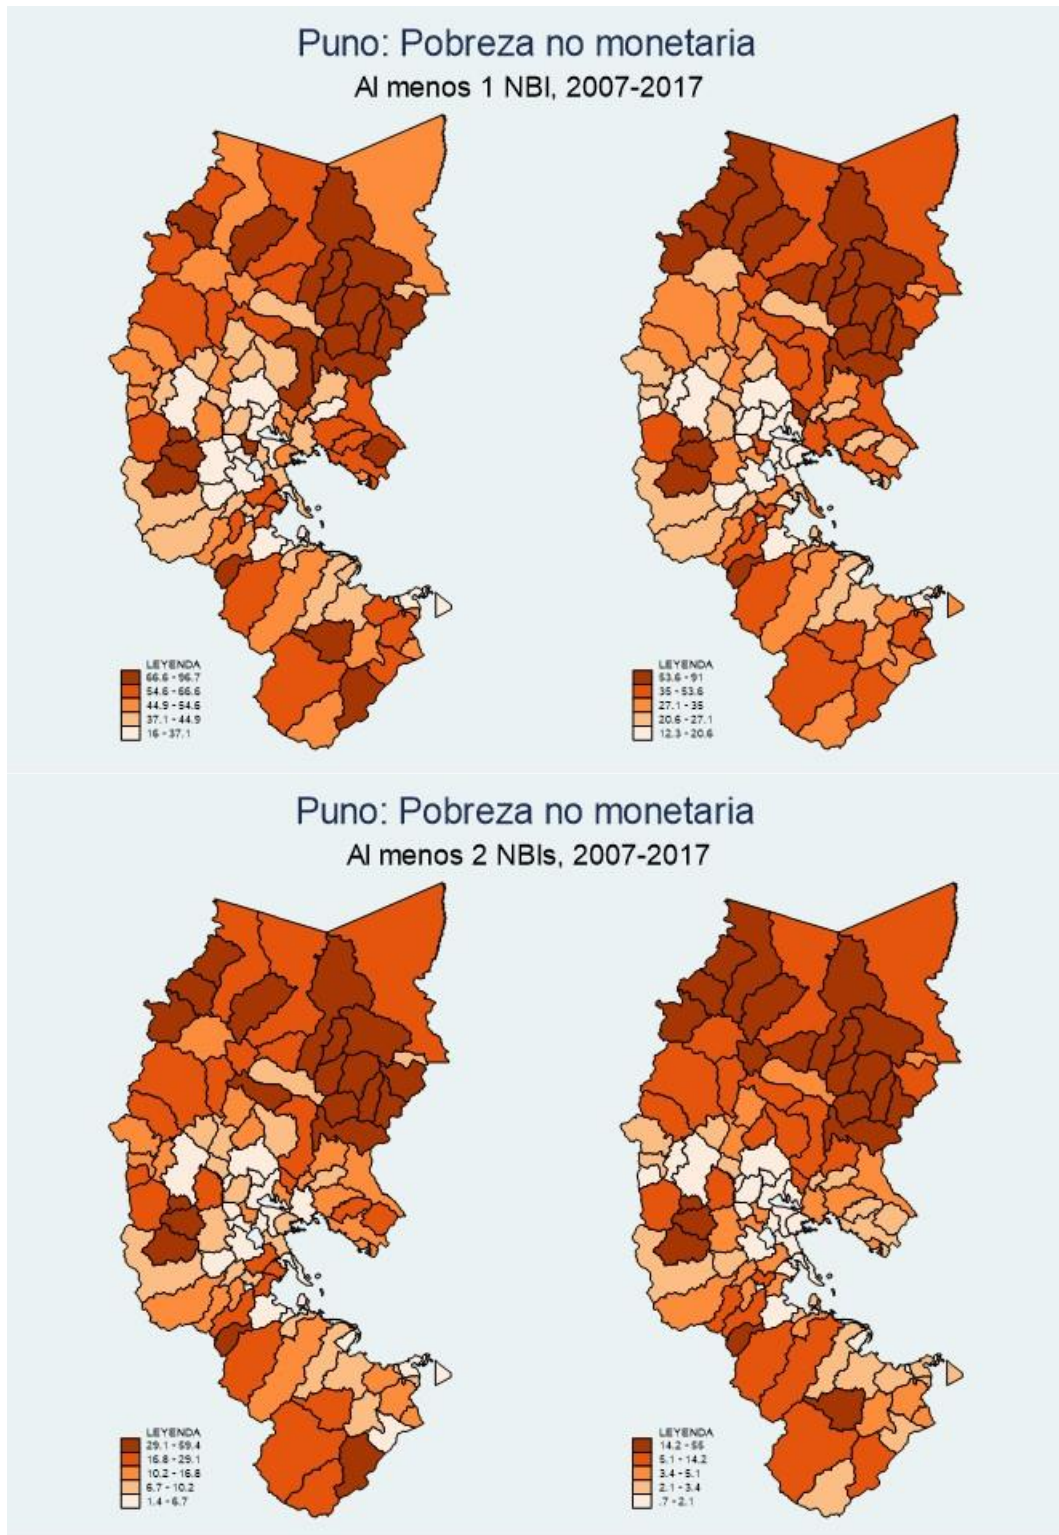 Puno: Pobreza no monetaria
Al menos 1 NBI, 2007-2017
LEYENDA
66.6 - 96.7
54.6 - 66.6
44.9 - 54.6
37.1 - 44.9
16 - 37.1
LEYENDA
53.6 - 91
35 - 53.6
27.1 - 35
20.6 - 27.1
12.3 - 20.6
Puno: Pobreza no monetaria
Al menos 2 NBIs, 2007-2017
LEYENDA
29.1 - 59.4
16.8 - 29.1
10.2 - 16.8
6.7 - 10.2
1.4 - 6.7
LEYENDA
14.2 - 55
5.1 - 14.2
3.4 - 5.1
2.1 - 3.4
.7 - 2.1